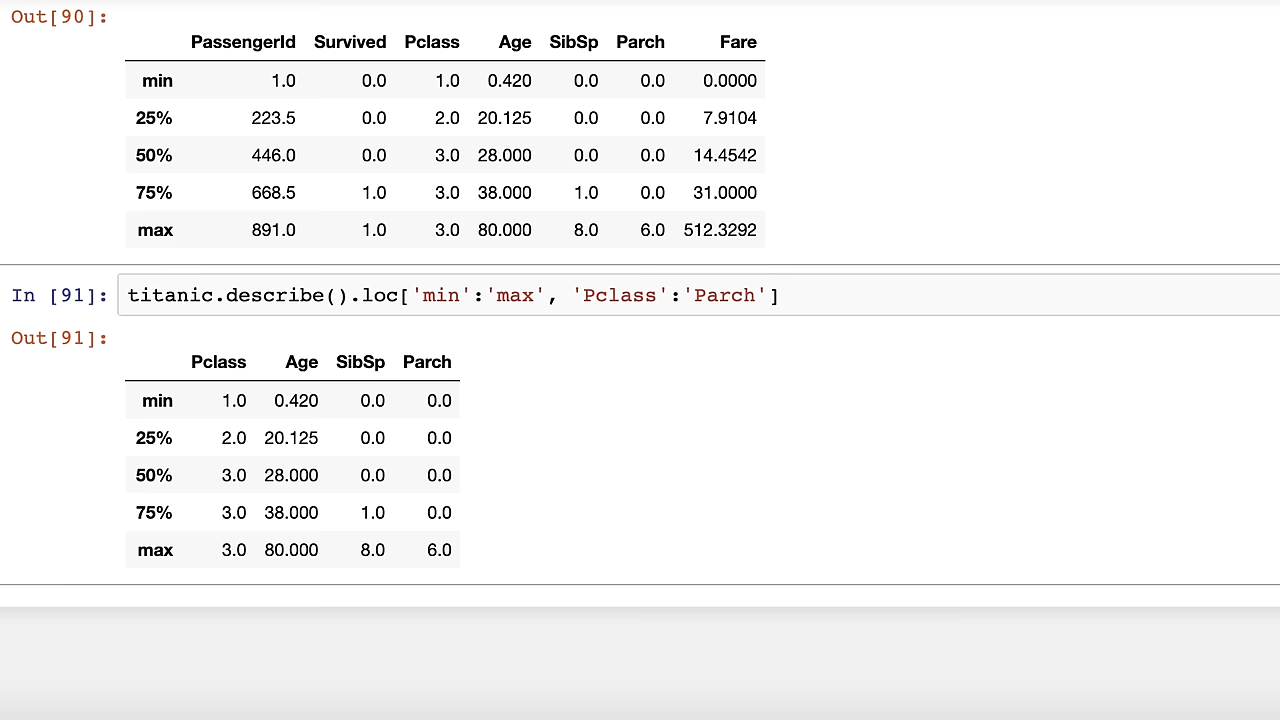 Out[90]:
PassengerId Survived Pclass Age SibSp Parch Fare
min 1.0 0.0 1.0 0.420 0.0 0.0 0.0000
25% 223.5 0.0 2.0 20.125 0.0 0.0 7.9104
50% 446.0 0.0 3.0 28.000 0.0 0.0 14.4542
75% 668.5 1.0 3.0 38.000 1.0 0.0 31.0000
max 891.0 1.0 3.0 80.000 8.0 6.0 512.3292
In [91]: titanic.describe().loc['min':'max', 'Pclass':'Parch']
Out[91]:
Pclass Age SibSp Parch
min 1.0 0.420 0.0 0.0
25% 2.0 20.125 0.0 0.0
50% 3.0 28.000 0.0 0.0
75% 3.0 38.000 1.0 0.0
max 3.0 80.000 8.0 6.0